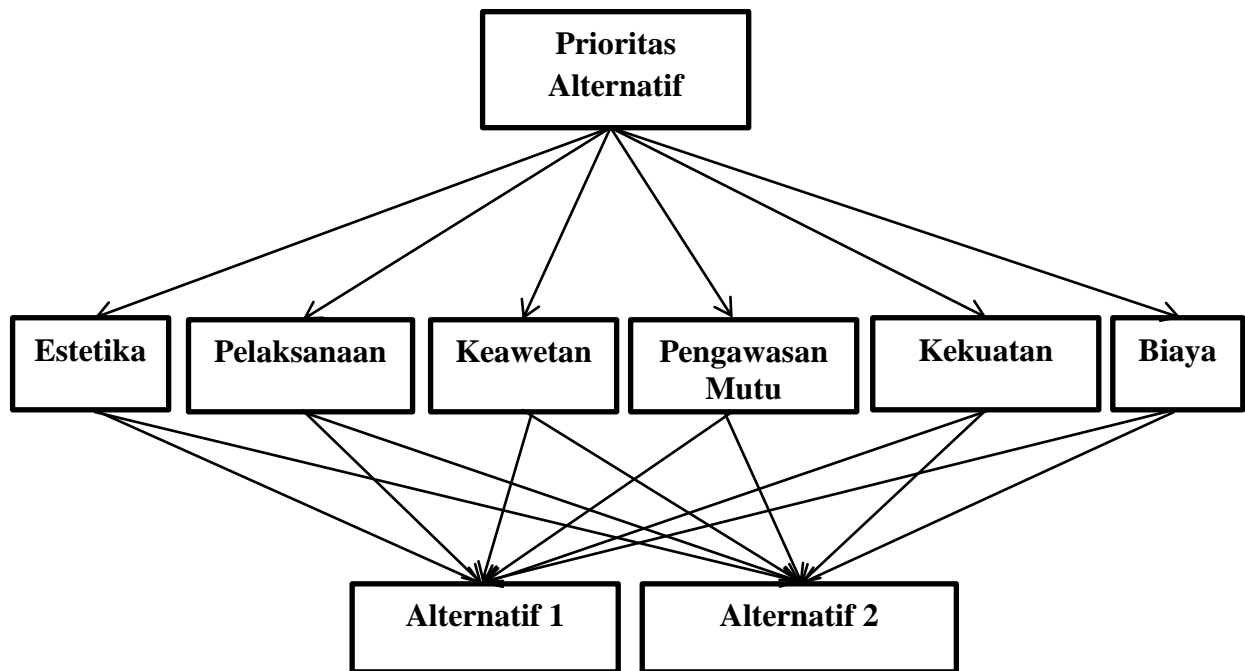 Prioritas
Alternatif
Estetika
Pelaksanaan
Keawetan
Pengawasan
Mutu
Kekuatan
Biaya
Alternatif 1
Alternatif 2